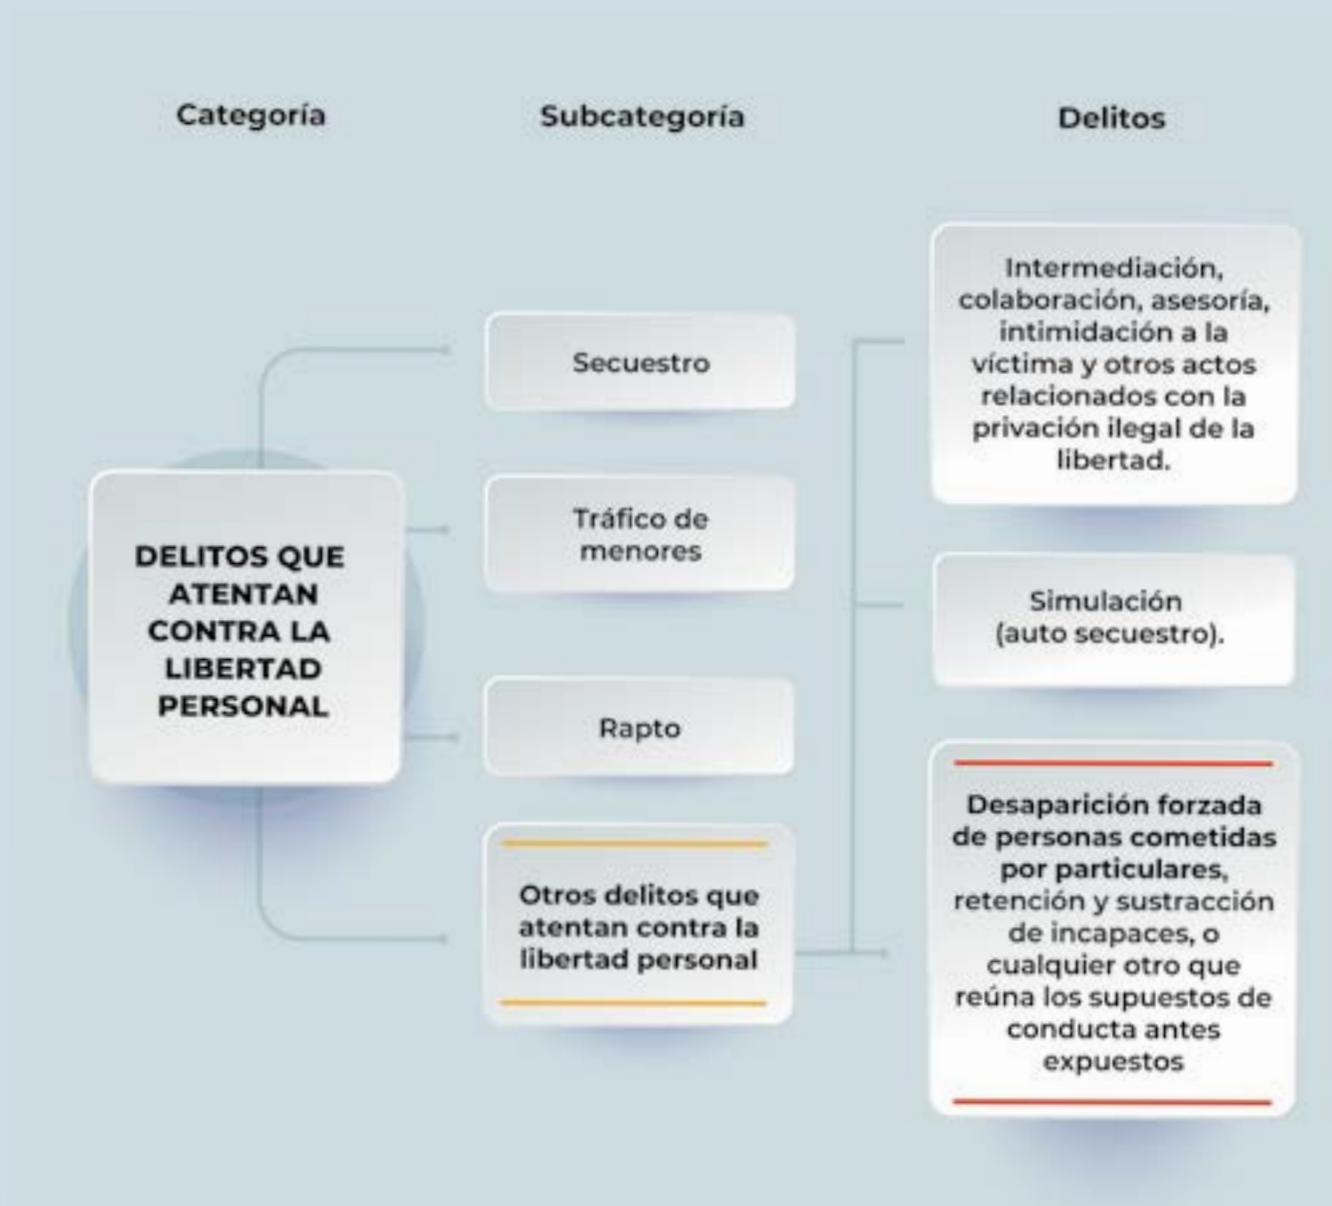 Categoría
Subcategoría
Delitos
DELITOS QUE
ATENTAN
CONTRA LA
LIBERTAD
PERSONAL
Secuestro
Tráfico de
menores
Rapto
Otros delitos que
atentan contra la
libertad personal
Intermediación,
colaboración, asesoría,
intimidación a la
víctima y otros actos
relacionados con la
privación ilegal de la
libertad.
Simulación
(auto secuestro).
Desaparición forzada
de personas cometidas
por particulares,
retención y sustracción
de incapaces, o
cualquier otro que
reúna los supuestos de
conducta antes
expuestos